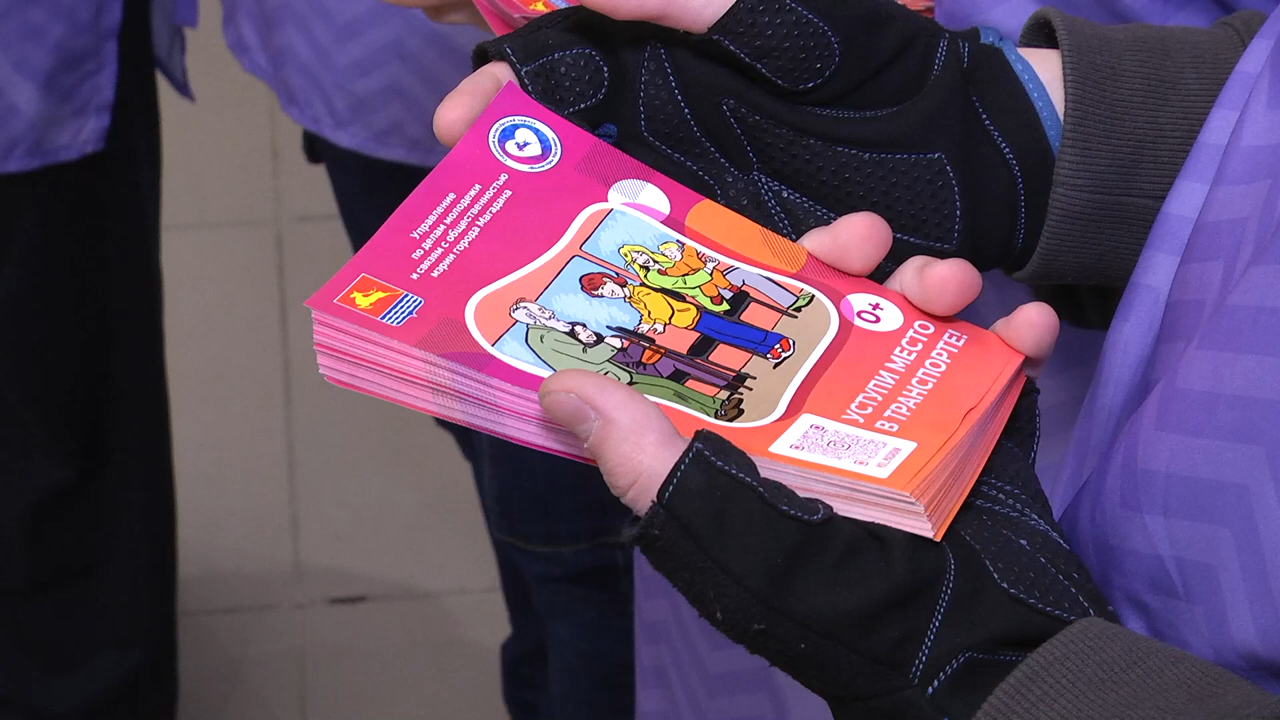 Управление
по делам молодежи
и связям с общественностью
мэрии города Магадана
0+
УСТУПИ МЕСТО
В ТРАНСПОРТЕ!